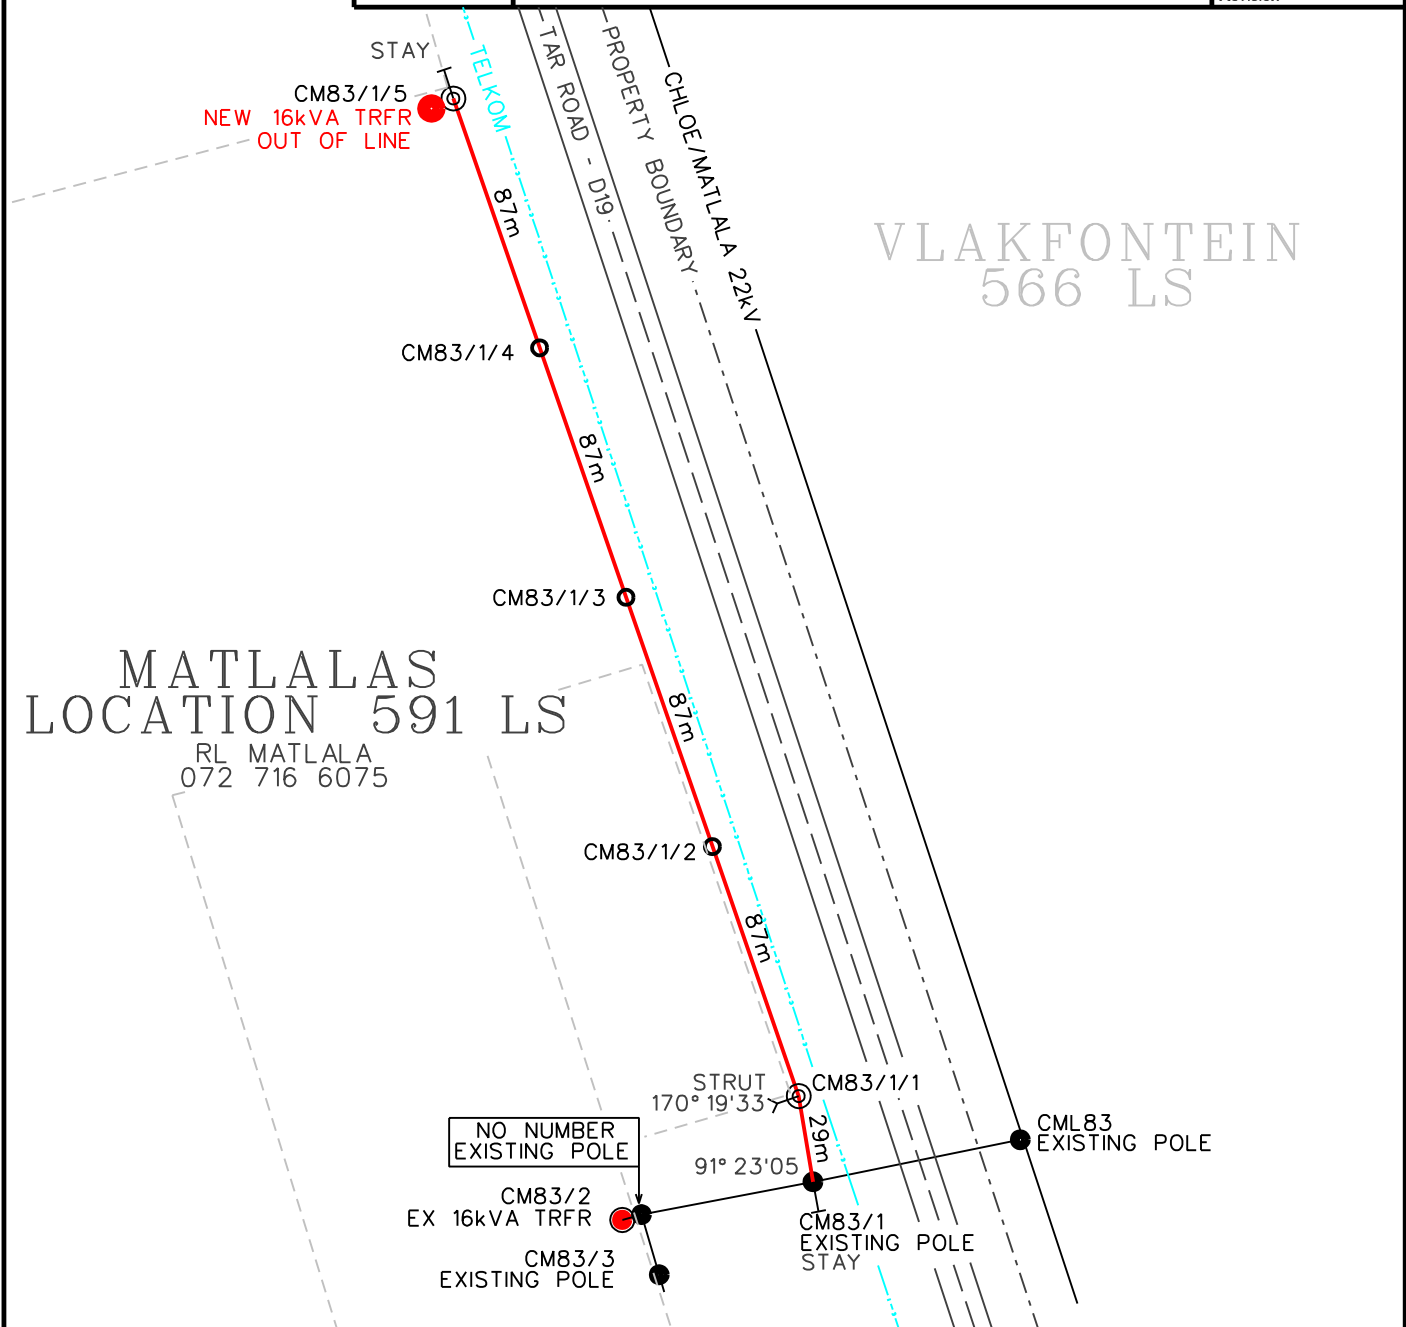 STAY
CM83/1/5
NEW 16kVA TRFR
OUT OF LINE
TELKOM
TAR ROAD - D19
PROPERTY BOUNDARY
CHLOE/MATLALA 22kV
VLAKFONTEIN
566 LS
87m
CM83/1/4
87m
CM83/1/3
MATLALAS
LOCATION 591 LS
RL MATLALA
072 716 6075
87m
CM83/1/2
87m
STRUT
170° 19'33
CM83/1/1
29m
NO NUMBER
EXISTING POLE
91° 23'05
CML83
EXISTING POLE
CM83/2
EX 16kVA TRFR
CM83/1
EXISTING POLE
STAY
CM83/3
EXISTING POLE